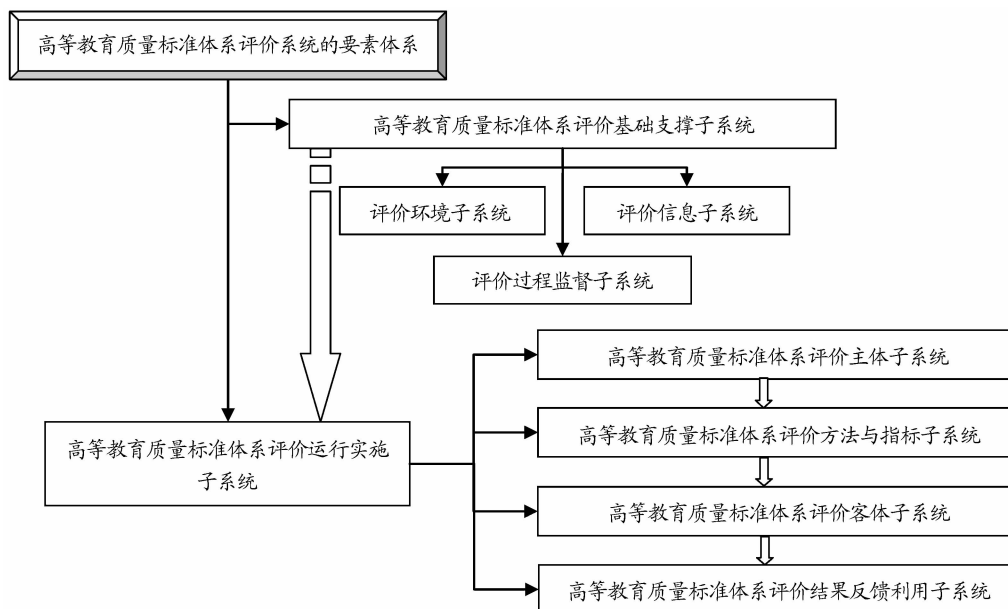 高等教育质量标准体系评价系统的要素体系
高等教育质量标准体系评价基础支撑子系统
评价环境子系统
评价信息子系统
评价过程监督子系统
高等教育质量标准体系评价主体子系统
高等教育质量标准体系评价运行实施
子系统
高等教育质量标准体系评价方法与指标子系统
高等教育质量标准体系评价客体子系统
高等教育质量标准体系评价结果反馈利用子系统